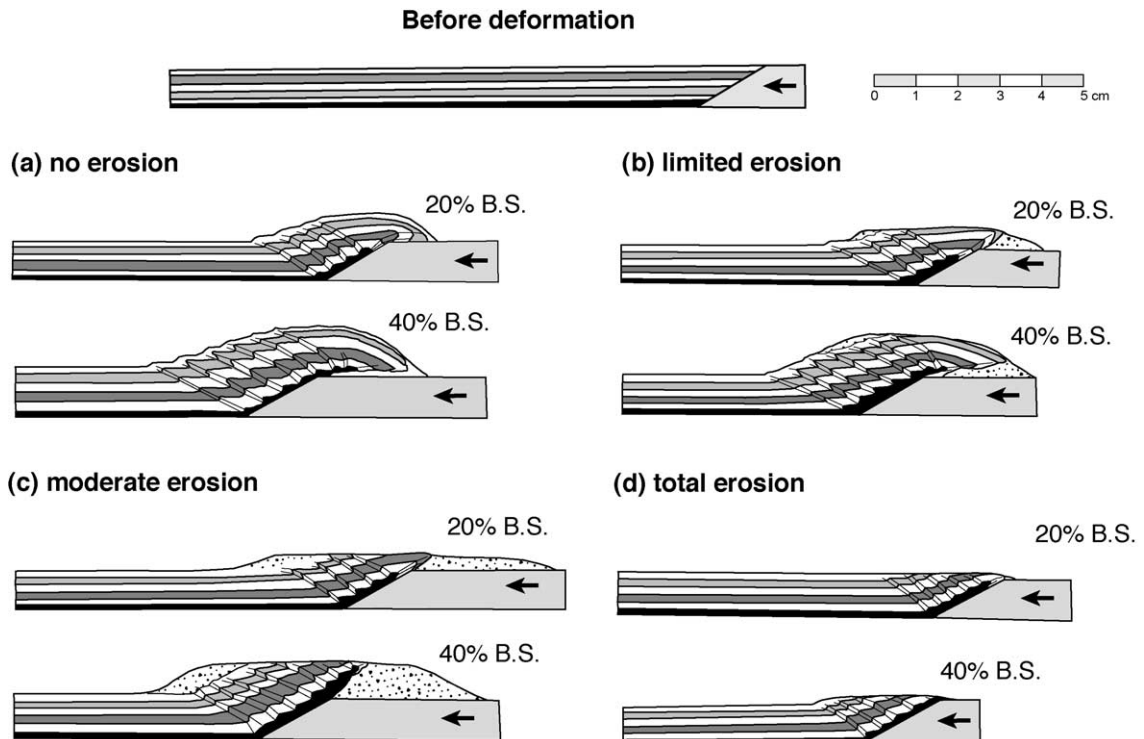 Before deformation
0 1 2 3 4 5 cm
(a) no erosion
(b) limited erosion
20% B.S.
20% B.S.
40% B.S.
40% B.S.
(c) moderate erosion
(d) total erosion
20% B.S.
20% B.S.
40% B.S.
40% B.S.